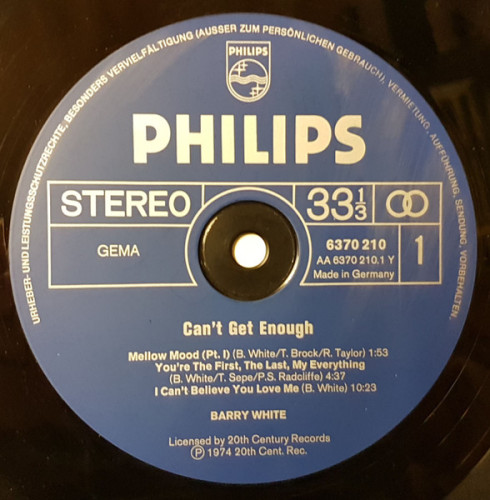 URHEBER- UND LEISTUNGSSCHUTZRECHTE, BESONDERS VERVIELFÄLTIGUNG (AUSSER ZUM PERSÖNLICHEN GEBRAUCH), VERMIETUNG, AUFFÜHRUNG, SENDUNG, VORBEHALTEN.
PHILIPS
PHILIPS
STEREO
33 1/3
GEMA
6370 210
AA 6370 210.1 Y
Made in Germany
1
Can't Get Enough
Mellow Mood (Pt. I) (B. White/T. Brock/R. Taylor) 1:53
You're The First, The Last, My Everything
(B. White/T. Sepe/P.S. Radcliffe) 4:37
I Can't Believe You Love Me (B. White) 10:23
BARRY WHITE
Licensed by 20th Century Records
Ⓟ 1974 20th Cent. Rec.